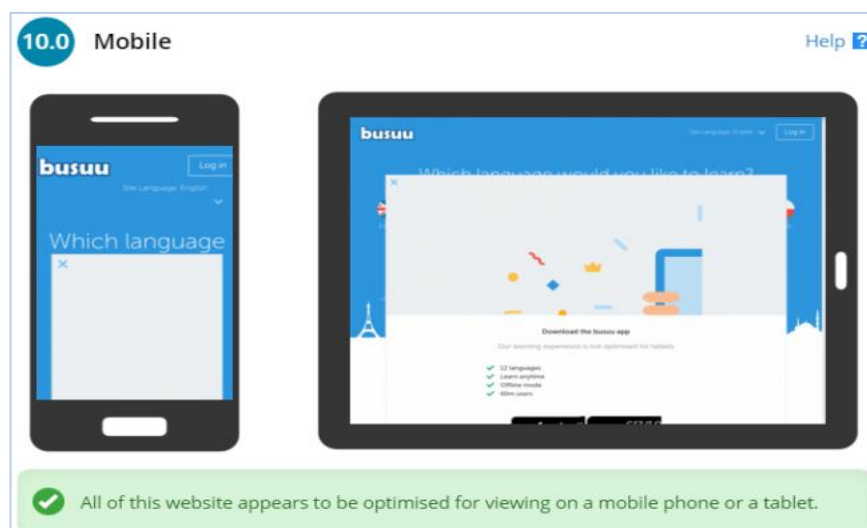 10.0 Mobile
Help ?
busuu
Log in
Site Language: English
Which language
busuu
Site Language: English
Log in
Which language would you like to learn?
Download the busuu app
Our learning experience is not optimised for tablets.
12 languages
Learn anytime
Offline mode
60m users
All of this website appears to be optimised for viewing on a mobile phone or a tablet.